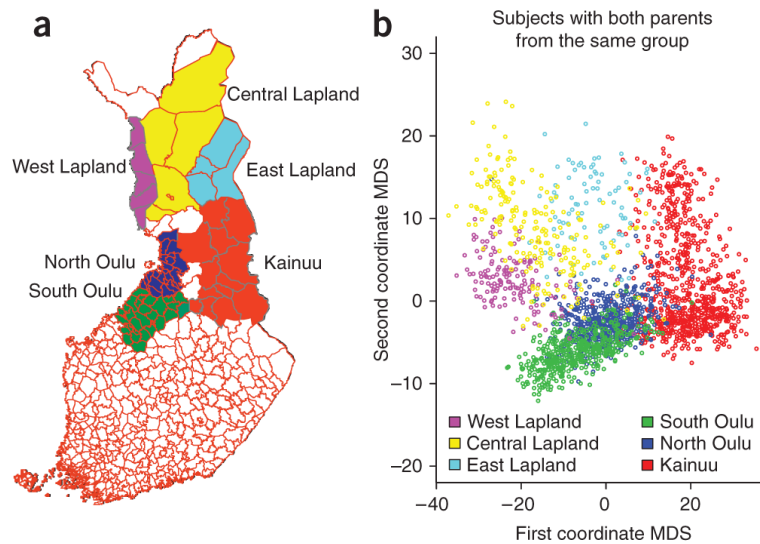 a
Central Lapland
West Lapland
East Lapland
North Oulu
South Oulu
Kainuu
b
Subjects with both parents
from the same group
Second coordinate MDS
30
20
10
0
−10
−20
West Lapland
Central Lapland
East Lapland
South Oulu
North Oulu
Kainuu
−40
−20
0
20
First coordinate MDS